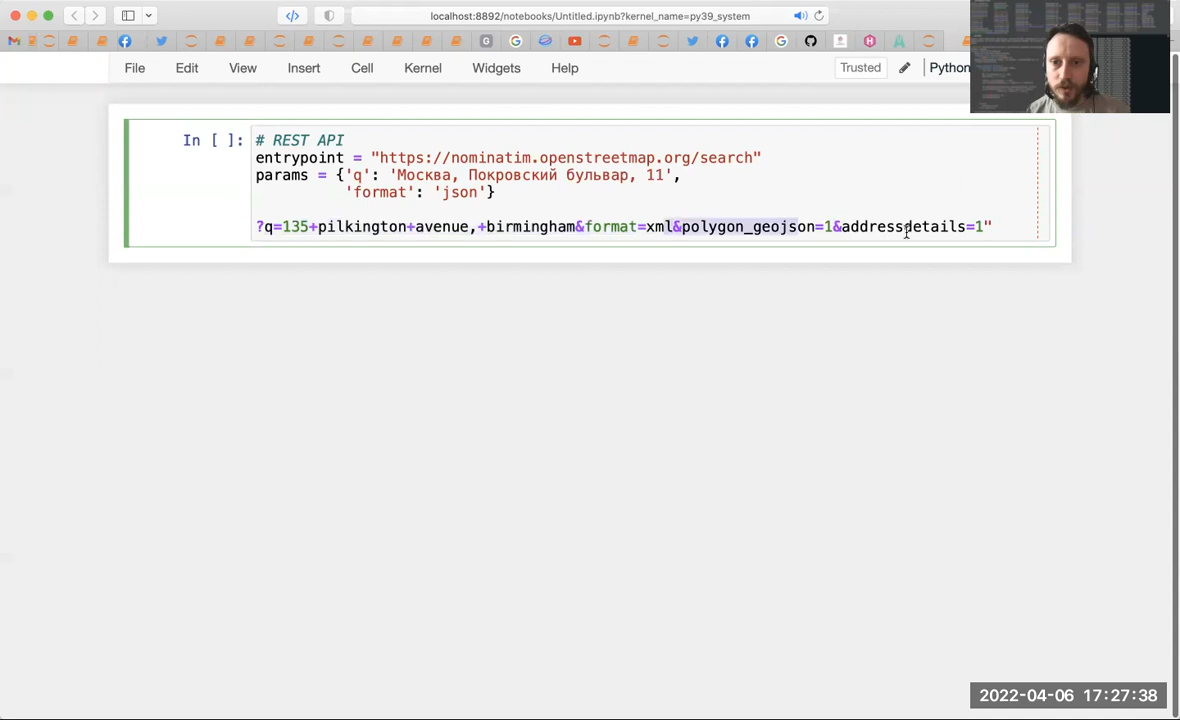 localhost:8892/notebooks/Untitled.ipynb?kernel_name=py39_system
File Edit View Insert Cell Kernel Widgets Help Trusted Python
In [ ]:
# REST API
entrypoint = "https://nominatim.openstreetmap.org/search"
params = {'q': 'Москва, Покровский бульвар, 11',
'format': 'json'}
?q=135+pilkington+avenue,+birmingham&format=xml&polygon_geojson=1&addressdetails=1"
2022-04-06 17:27:38